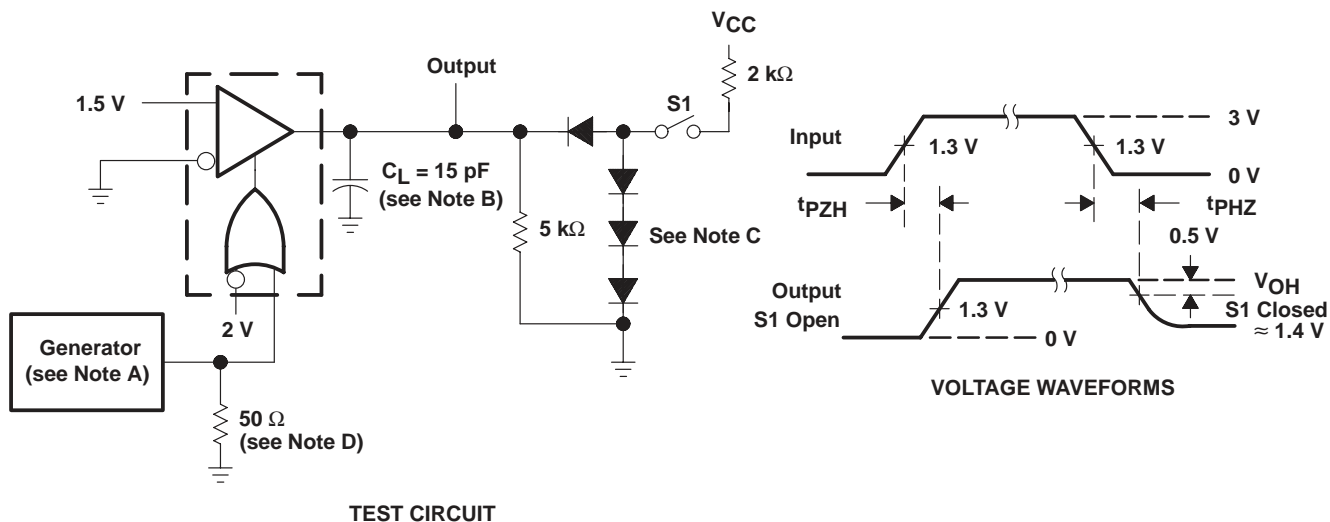 VCC
2 kΩ
S1
Output
1.5 V
CL = 15 pF
(see Note B)
5 kΩ
See Note C
2 V
Generator
(see Note A)
50 Ω
(see Note D)
TEST CIRCUIT
Input
3 V
1.3 V
1.3 V
0 V
tPZH
tPHZ
0.5 V
Output
S1 Open
1.3 V
0 V
VOH
S1 Closed
≈ 1.4 V
VOLTAGE WAVEFORMS